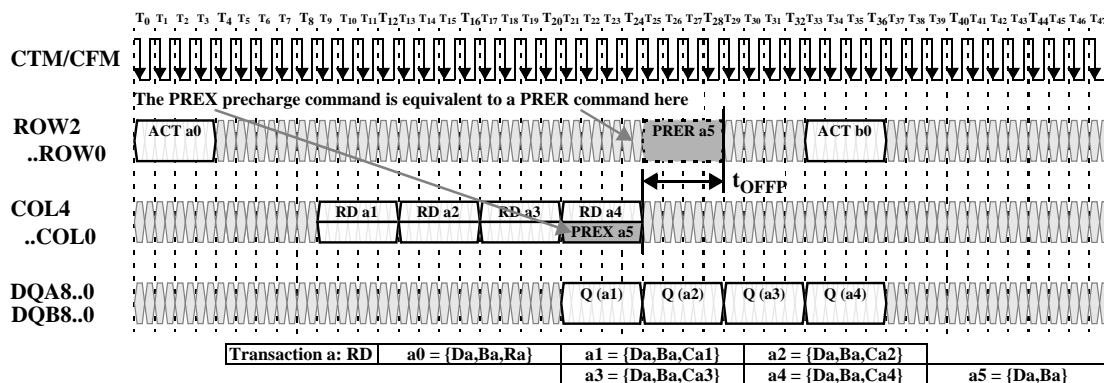 T0 T1 T2 T3 T4 T5 T6 T7 T8 T9 T10 T11 T12 T13 T14 T15 T16 T17 T18 T19 T20 T21 T22 T23 T24 T25 T26 T27 T28 T29 T30 T31 T32 T33 T34 T35 T36 T37 T38 T39 T40 T41 T42 T43 T44 T45 T46 T47
CTM/CFM
The PREX precharge command is equivalent to a PRER command here
ROW2 ACT a0 PRER a5 ACT b0
..ROW0
tOFFP
COL4 RD a1 RD a2 RD a3 RD a4
..COL0 PREX a5
DQA8..0 Q (a1) Q (a2) Q (a3) Q (a4)
DQB8..0
Transaction a: RD a0 = {Da,Ba,Ra} a1 = {Da,Ba,Ca1} a2 = {Da,Ba,Ca2}
a3 = {Da,Ba,Ca3} a4 = {Da,Ba,Ca4} a5 = {Da,Ba}